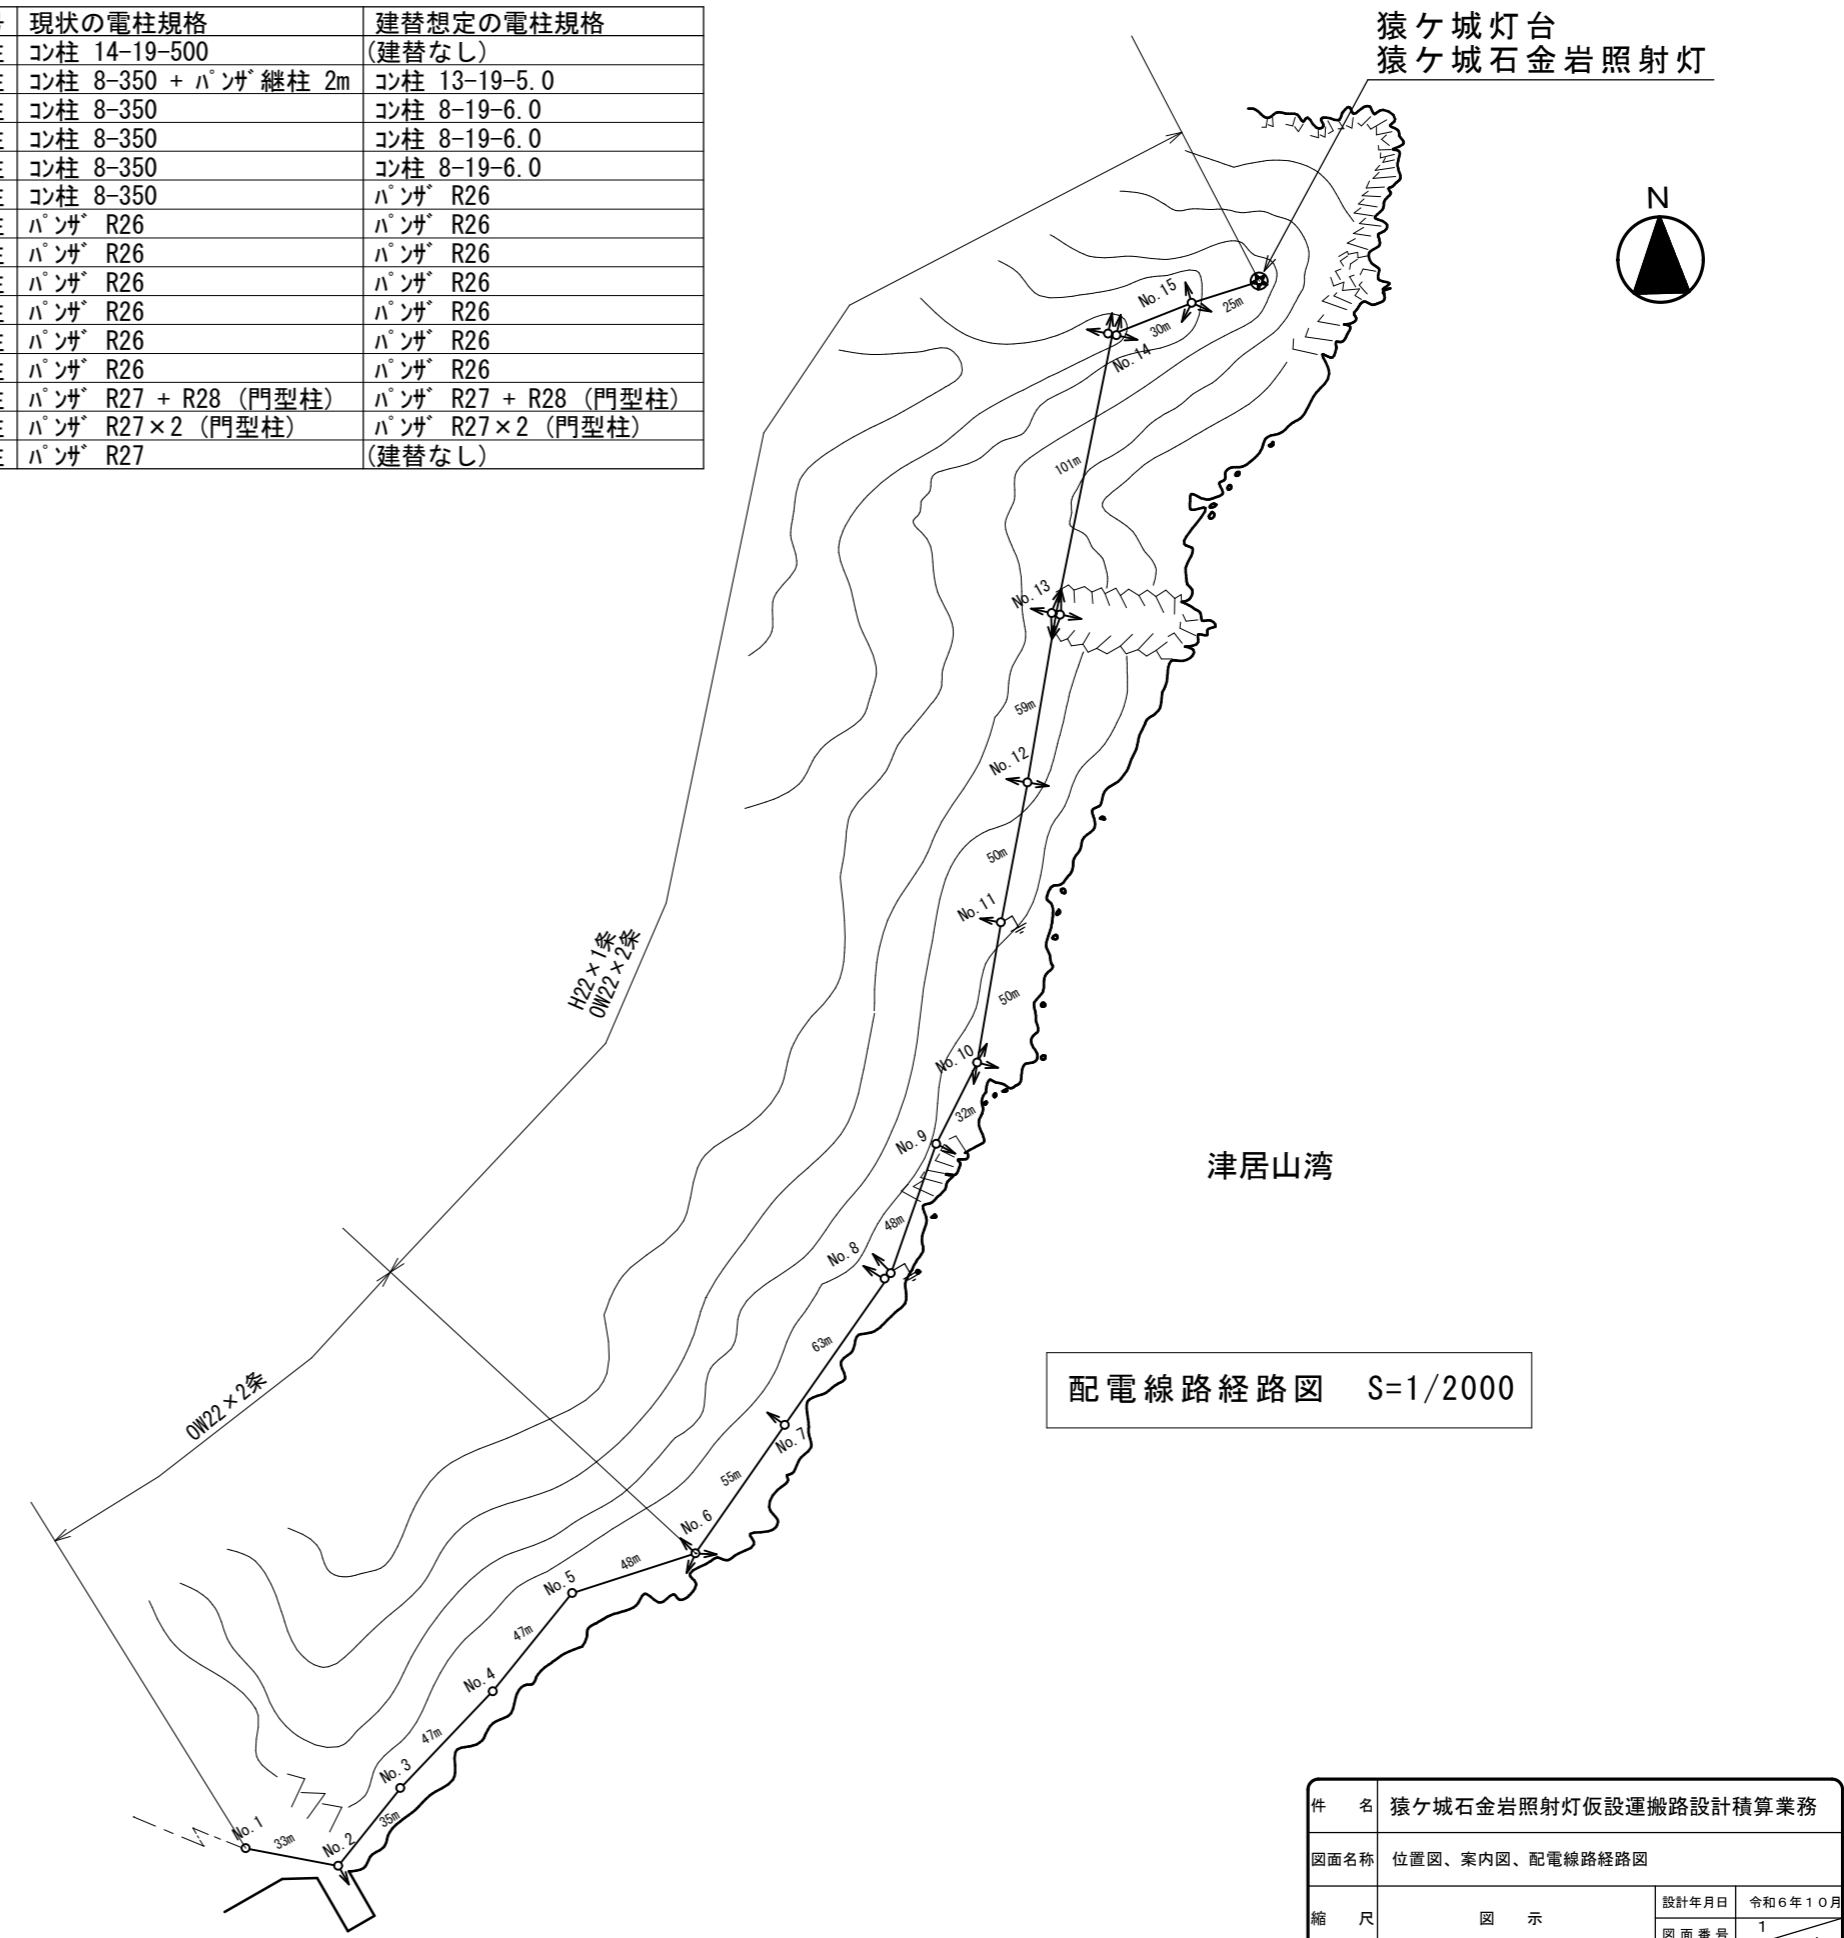 現状の電柱規格 建替想定の電柱規格
コン柱 14-19-500 (建替なし)
コン柱 8-350 + パンザ継柱 2m コン柱 13-19-5.0
コン柱 8-350 コン柱 8-19-6.0
コン柱 8-350 コン柱 8-19-6.0
コン柱 8-350 コン柱 8-19-6.0
コン柱 8-350 パンザ R26
パンザ R26 パンザ R26
パンザ R26 パンザ R26
パンザ R26 パンザ R26
パンザ R26 パンザ R26
パンザ R26 パンザ R26
パンザ R26 パンザ R26
パンザ R27 + R28 (門型柱) パンザ R27 + R28 (門型柱)
パンザ R27×2 (門型柱) パンザ R27×2 (門型柱)
パンザ R27 (建替なし)
猿ケ城灯台
猿ケ城石金岩照射灯
N
No.15
25m
30m
No.14
101m
No.13
59m
No.12
50m
No.11
50m
No.10
32m
No.9
48m
No.8
63m
No.7
55m
No.6
48m
No.5
47m
No.4
47m
No.3
35m
No.2
33m
No.1
H22×1条
OW22×2条
OW22×2条
津居山湾
配電線路経路図 S=1/2000
件名 猿ケ城石金岩照射灯仮設運搬路設計積算業務
図面名称 位置図、案内図、配電線路経路図
縮尺 図示
設計年月日 令和6年10月
図面番号 1